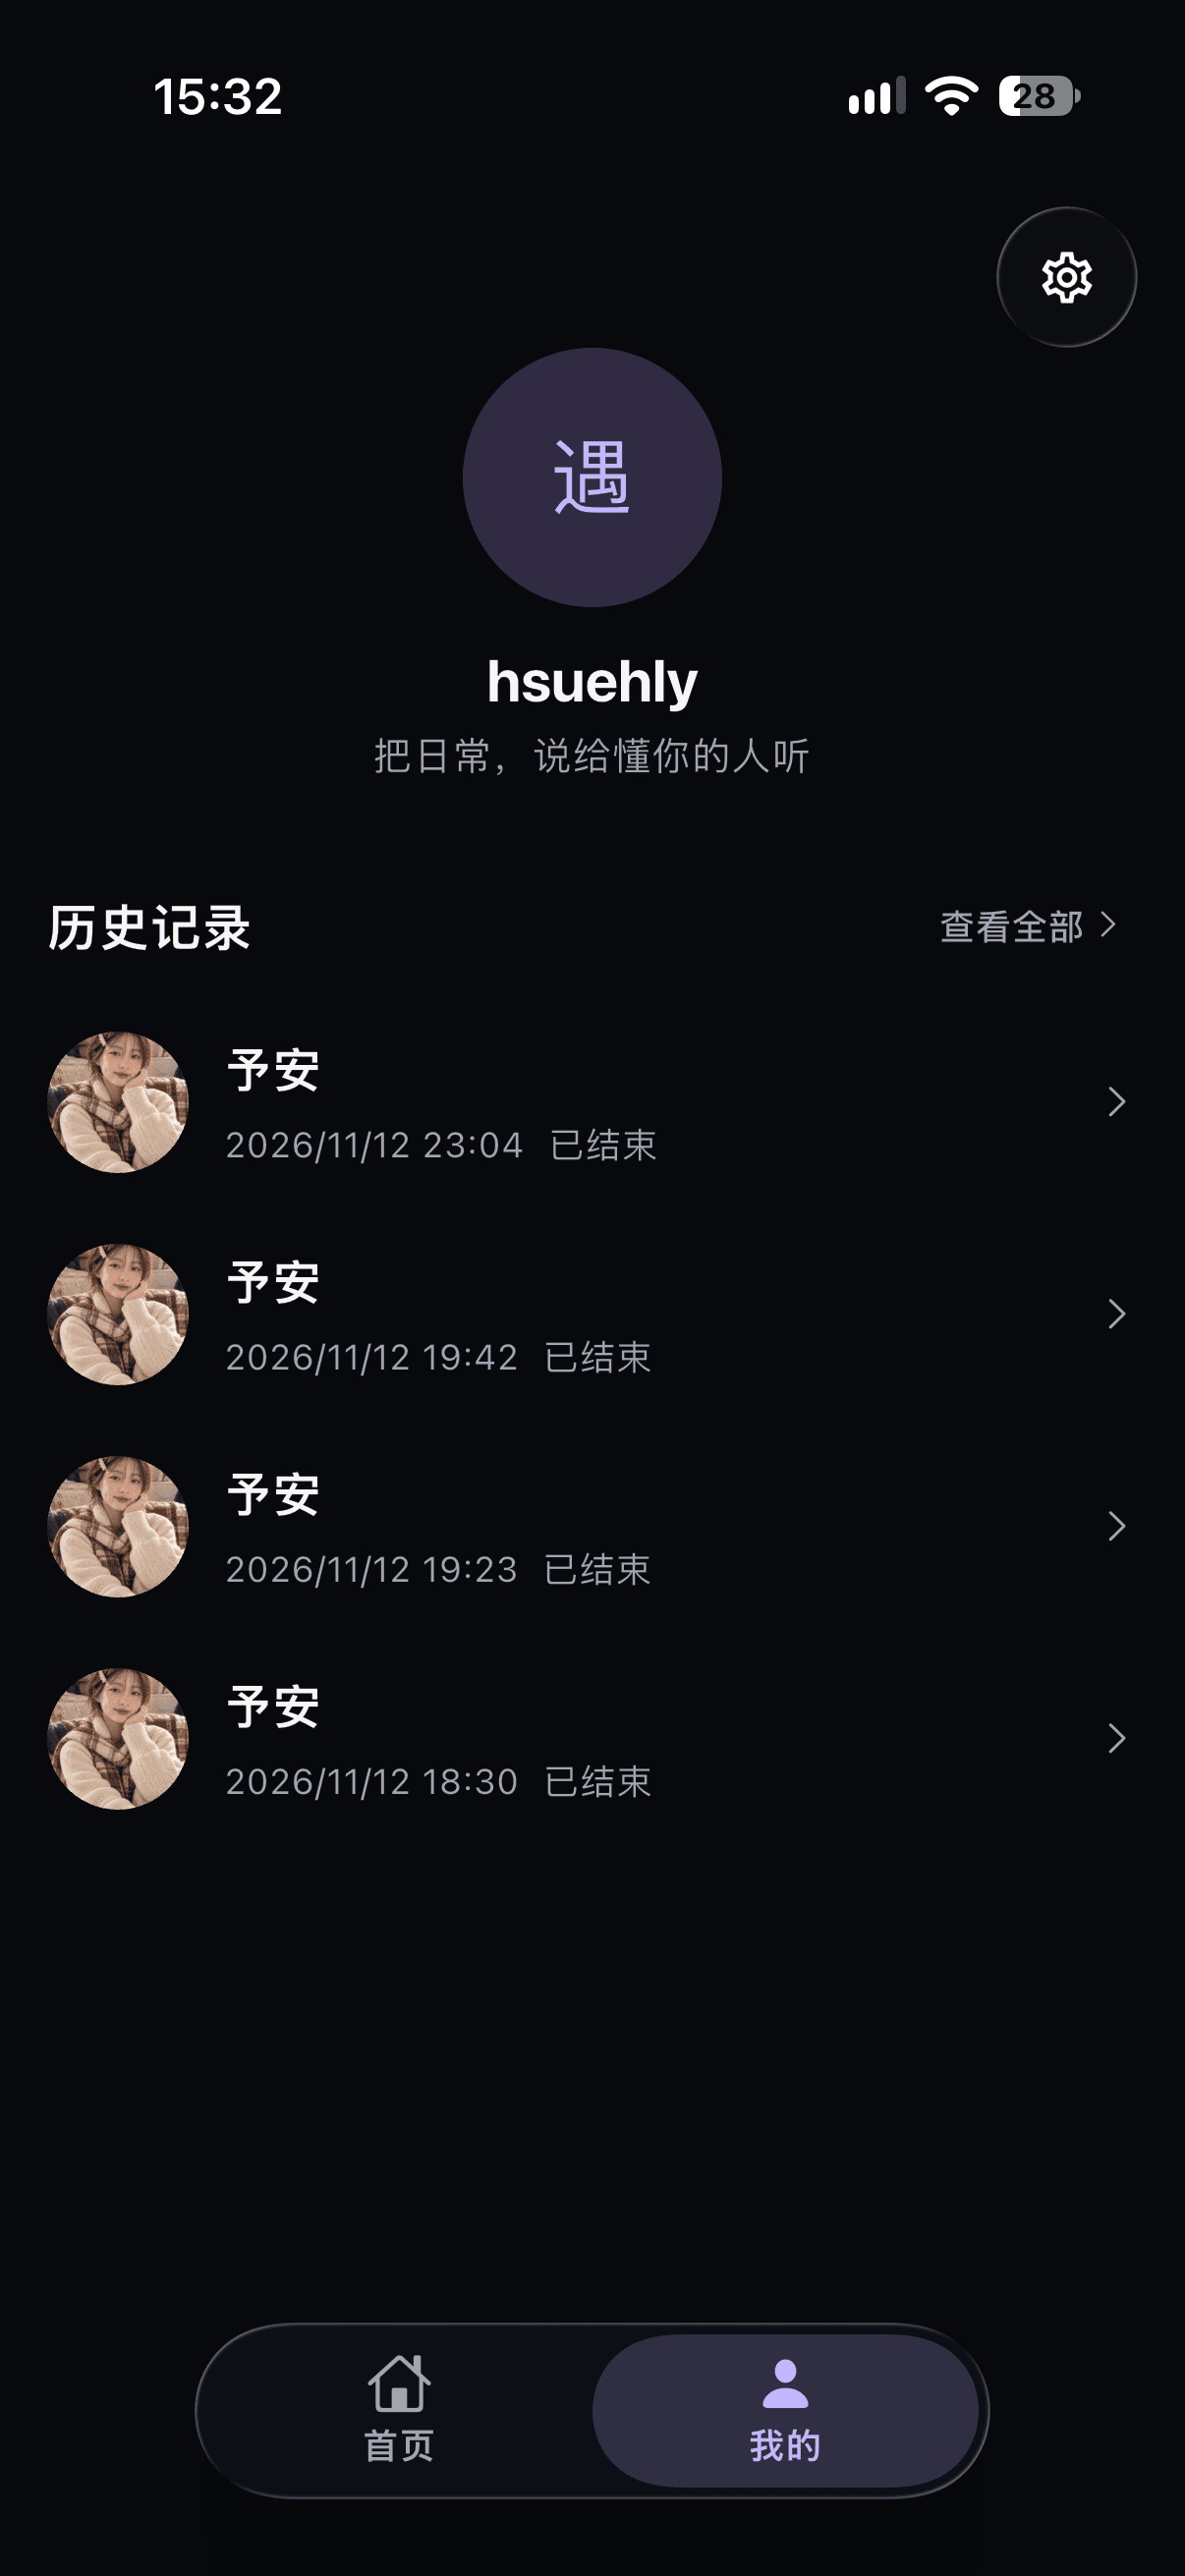 15:32
28
遇
hsuehly
把日常，说给懂你的人听
历史记录
查看全部
予安
2026/11/12 23:04 已结束
予安
2026/11/12 19:42 已结束
予安
2026/11/12 19:23 已结束
予安
2026/11/12 18:30 已结束
首页
我的